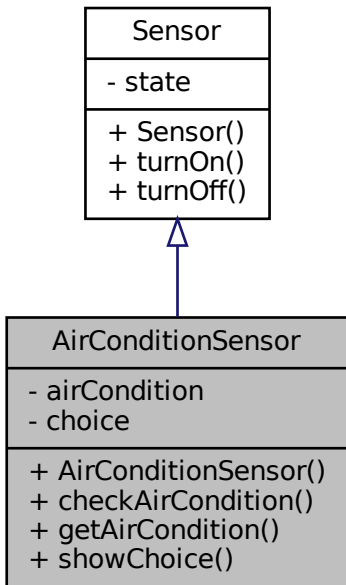 Sensor
- state
+ Sensor()
+ turnOn()
+ turnOff()
AirConditionSensor
- airCondition
- choice
+ AirConditionSensor()
+ checkAirCondition()
+ getAirCondition()
+ showChoice()